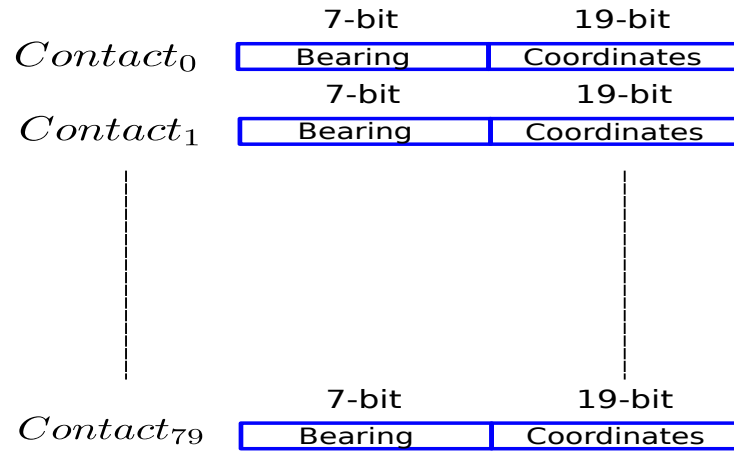 7-bit 19-bit
Contact₀ Bearing Coordinates
7-bit 19-bit
Contact₁ Bearing Coordinates
7-bit 19-bit
Contact₇₉ Bearing Coordinates